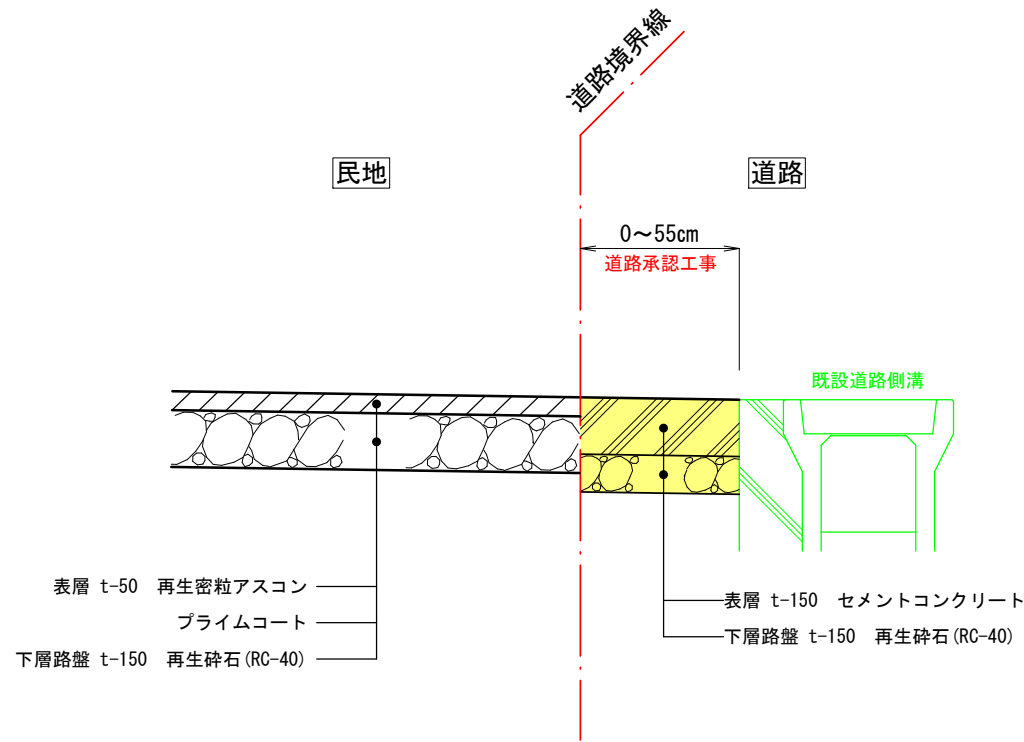 道路境界線
民地
道路
0～55cm
道路承認工事
既設道路側溝
表層 t-50 再生密粒アスコン
プライムコート
下層路盤 t-150 再生砕石(RC-40)
表層 t-150 セメントコンクリート
下層路盤 t-150 再生砕石(RC-40)